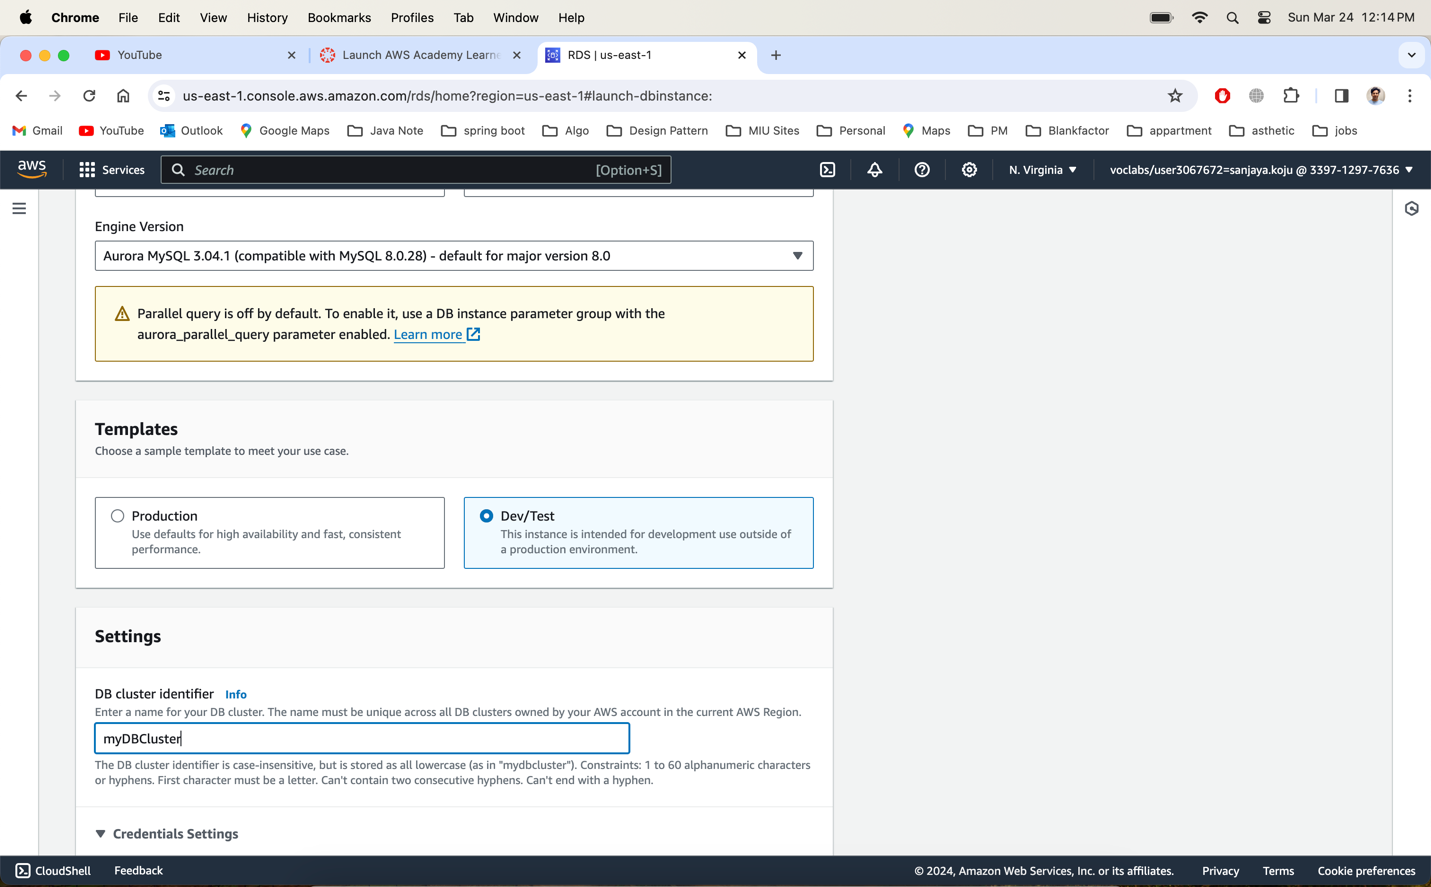 Chrome File Edit View History Bookmarks Profiles Tab Window Help Sun Mar 24 12:14 PM
YouTube Launch AWS Academy Learne RDS | us-east-1
us-east-1.console.aws.amazon.com/rds/home?region=us-east-1#launch-dbinstance:
Gmail YouTube Outlook Google Maps Java Note spring boot Algo Design Pattern MIU Sites Personal Maps PM Blankfactor appartment asthetic jobs
aws Services Search [Option+S] N. Virginia voclabs/user3067672=sanjaya.koju @ 3397-1297-7636
Engine Version
Aurora MySQL 3.04.1 (compatible with MySQL 8.0.28) - default for major version 8.0
Parallel query is off by default. To enable it, use a DB instance parameter group with the
aurora_parallel_query parameter enabled. Learn more
Templates
Choose a sample template to meet your use case.
Production
Use defaults for high availability and fast, consistent
performance.
Dev/Test
This instance is intended for development use outside of
a production environment.
Settings
DB cluster identifier Info
Enter a name for your DB cluster. The name must be unique across all DB clusters owned by your AWS account in the current AWS Region.
myDBCluster
The DB cluster identifier is case-insensitive, but is stored as all lowercase (as in "mydbcluster"). Constraints: 1 to 60 alphanumeric characters
or hyphens. First character must be a letter. Can't contain two consecutive hyphens. Can't end with a hyphen.
Credentials Settings
CloudShell Feedback © 2024, Amazon Web Services, Inc. or its affiliates. Privacy Terms Cookie preferences